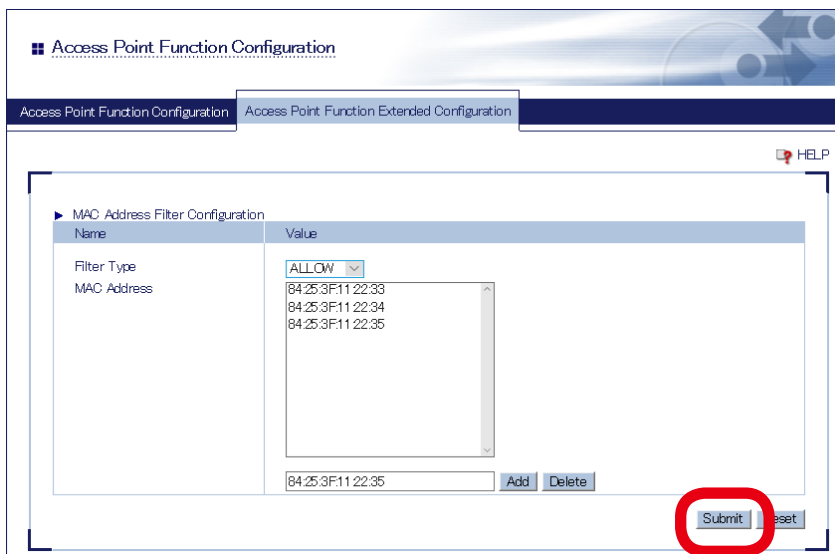 Access Point Function Configuration
Access Point Function Configuration Access Point Function Extended Configuration
HELP
MAC Address Filter Configuration
Name Value
Filter Type ALLOW
MAC Address 84:25:3F:11:22:33
84:25:3F:11:22:34
84:25:3F:11:22:35
84:25:3F:11:22:35 Add Delete
Submit